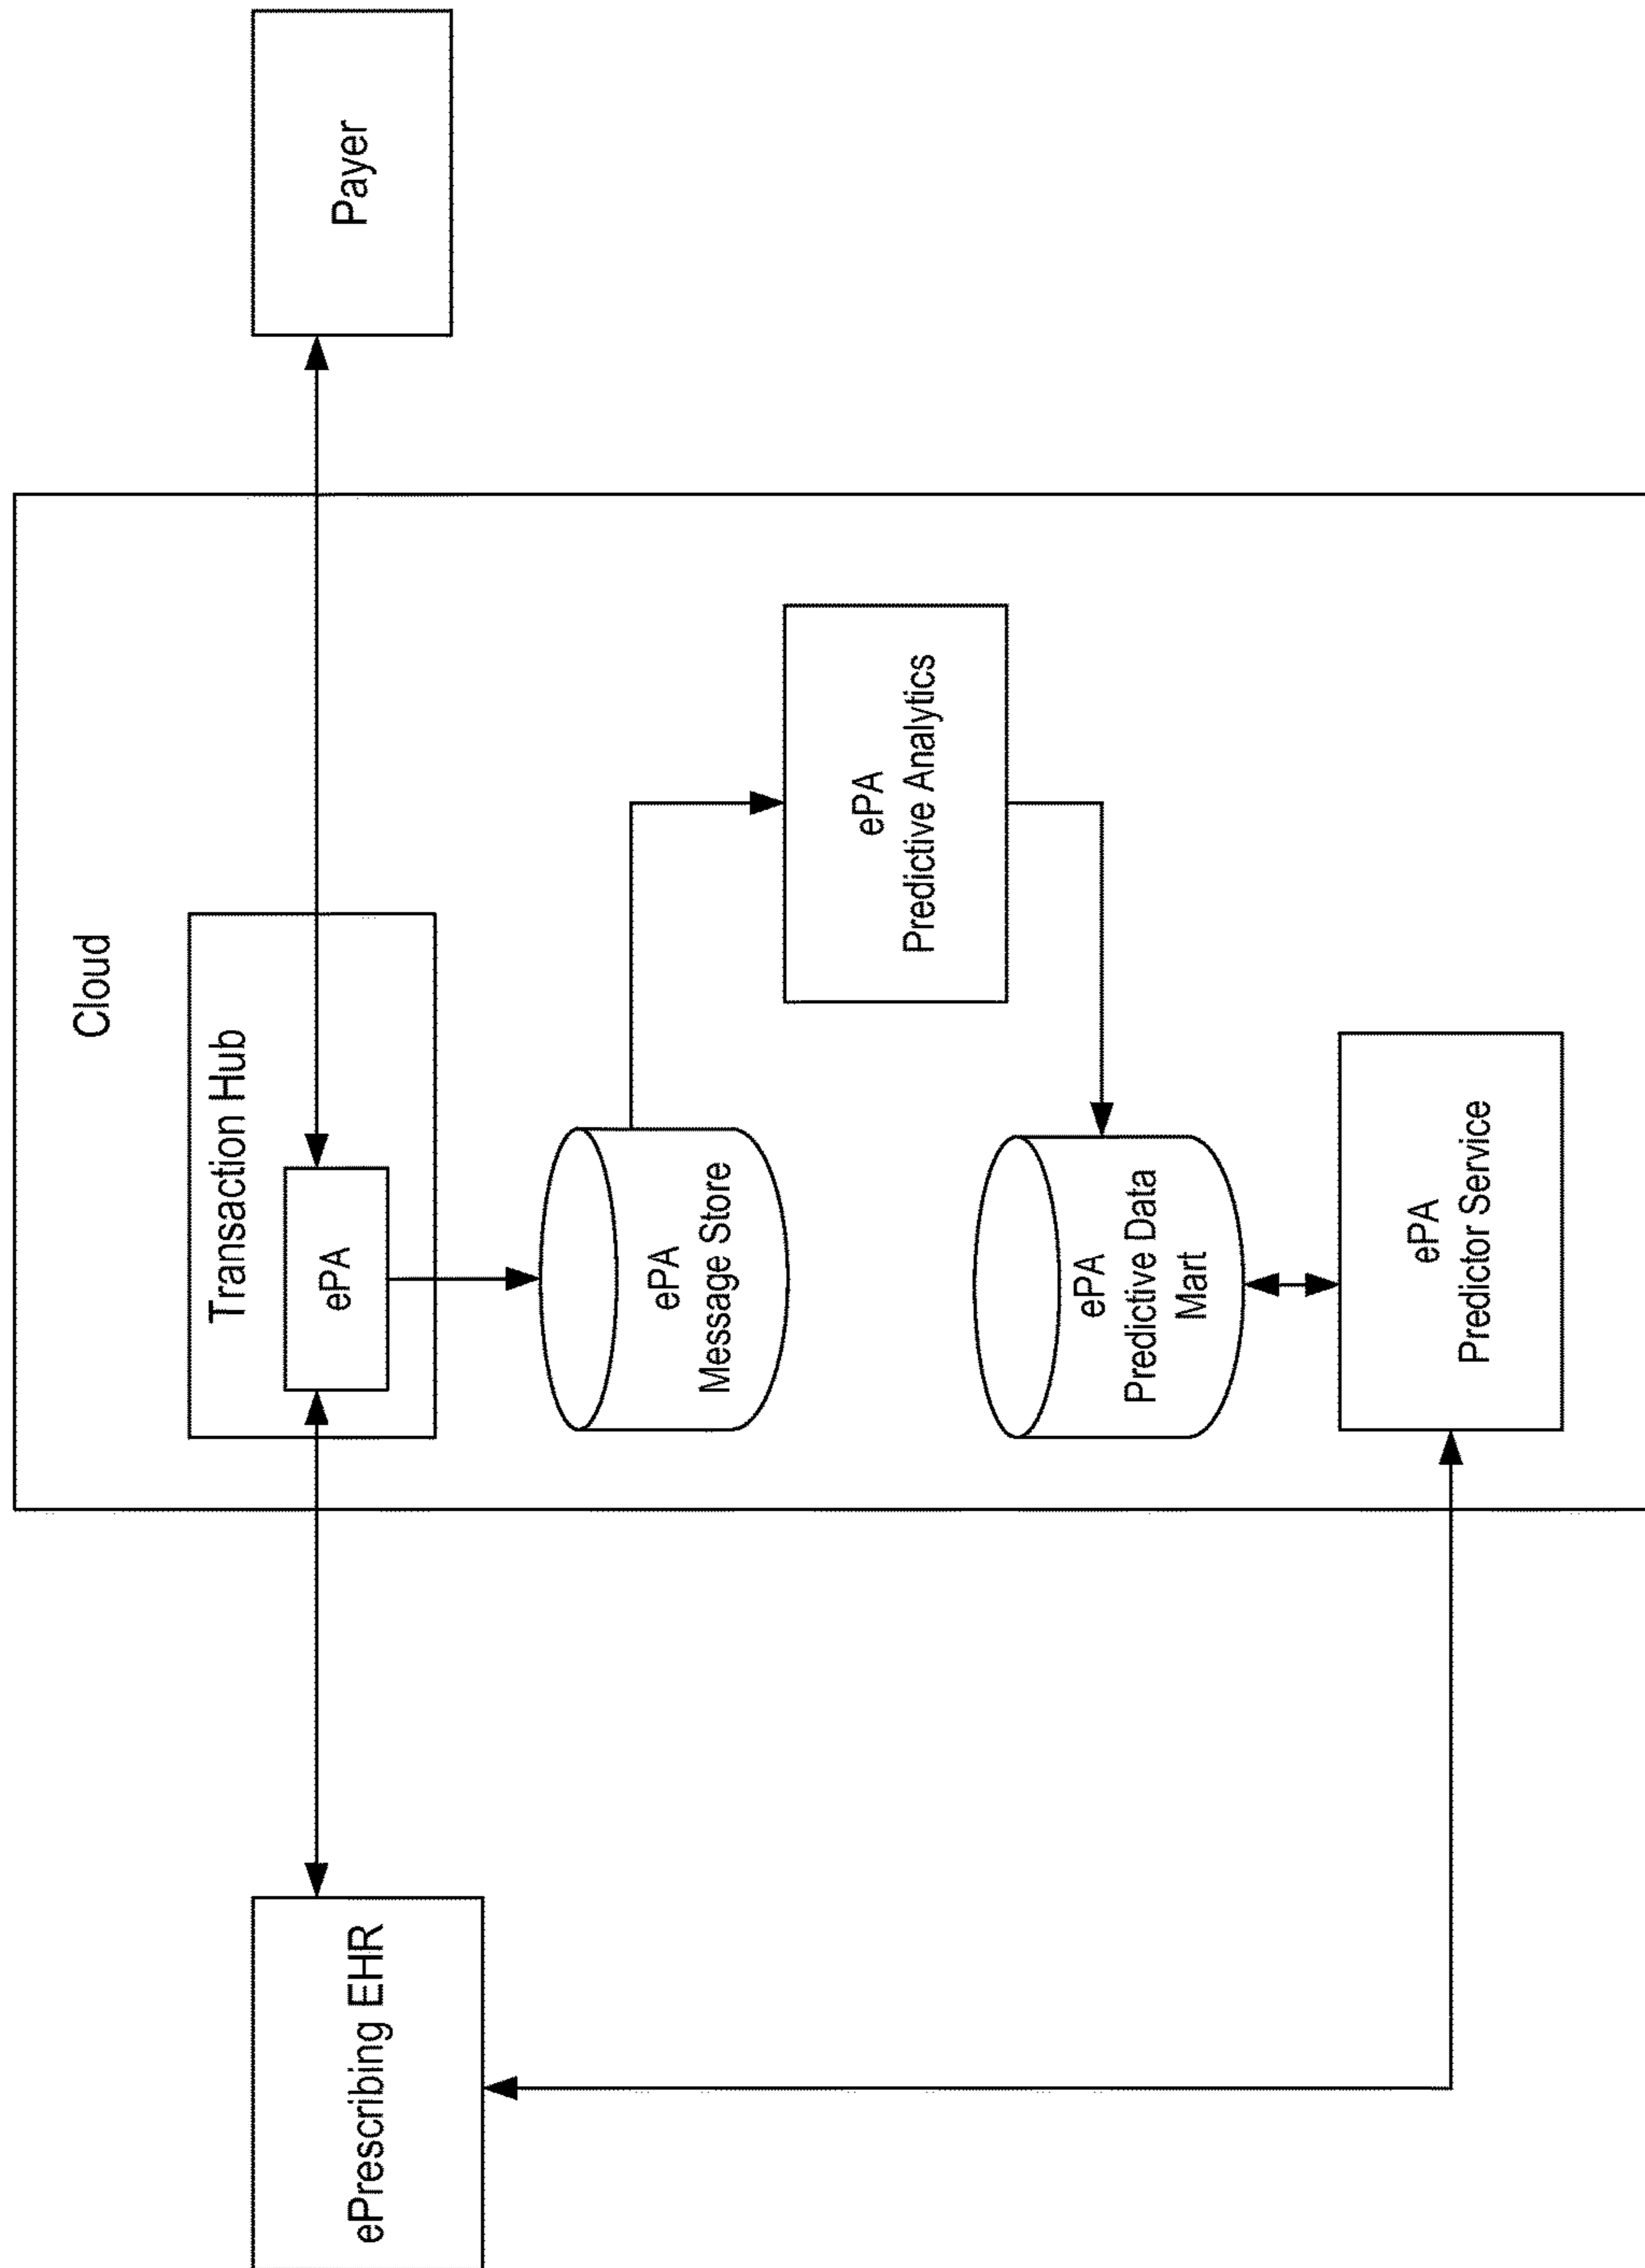 Cloud
Transaction Hub
ePrescribing EHR
ePA
Payer
ePA
Message Store
ePA
Predictive Analytics
ePA
Predictive Data
Mart
ePA
Predictor Service